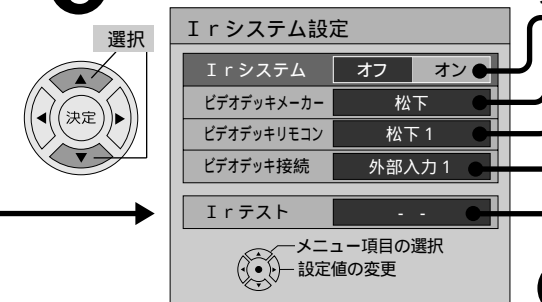 選択
決定
Ｉｒシステム設定
Ｉｒシステム オフ オン
ビデオデッキメーカー 松下
ビデオデッキリモコン 松下1
ビデオデッキ接続 外部入力1
Ｉｒテスト - -
メニュー項目の選択
設定値の変更